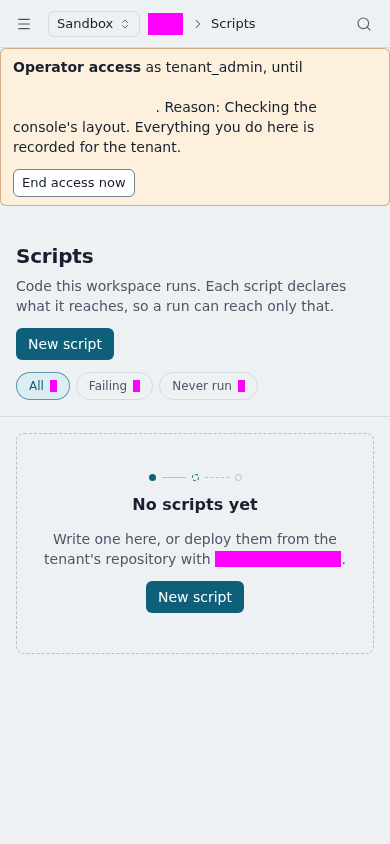 Sandbox
Scripts
Operator access as tenant_admin, until
. Reason: Checking the
console's layout. Everything you do here is
recorded for the tenant.
End access now
Scripts
Code this workspace runs. Each script declares
what it reaches, so a run can reach only that.
New script
All
Failing
Never run
No scripts yet
Write one here, or deploy them from the
tenant's repository with .
New script